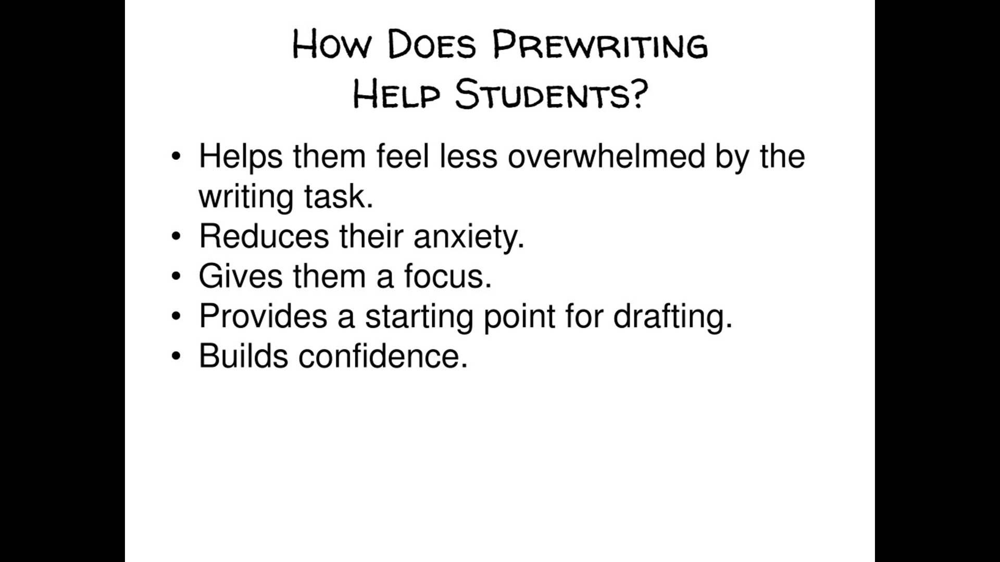 How Does Prewriting
Help Students?
• Helps them feel less overwhelmed by the
writing task.
• Reduces their anxiety.
• Gives them a focus.
• Provides a starting point for drafting.
• Builds confidence.